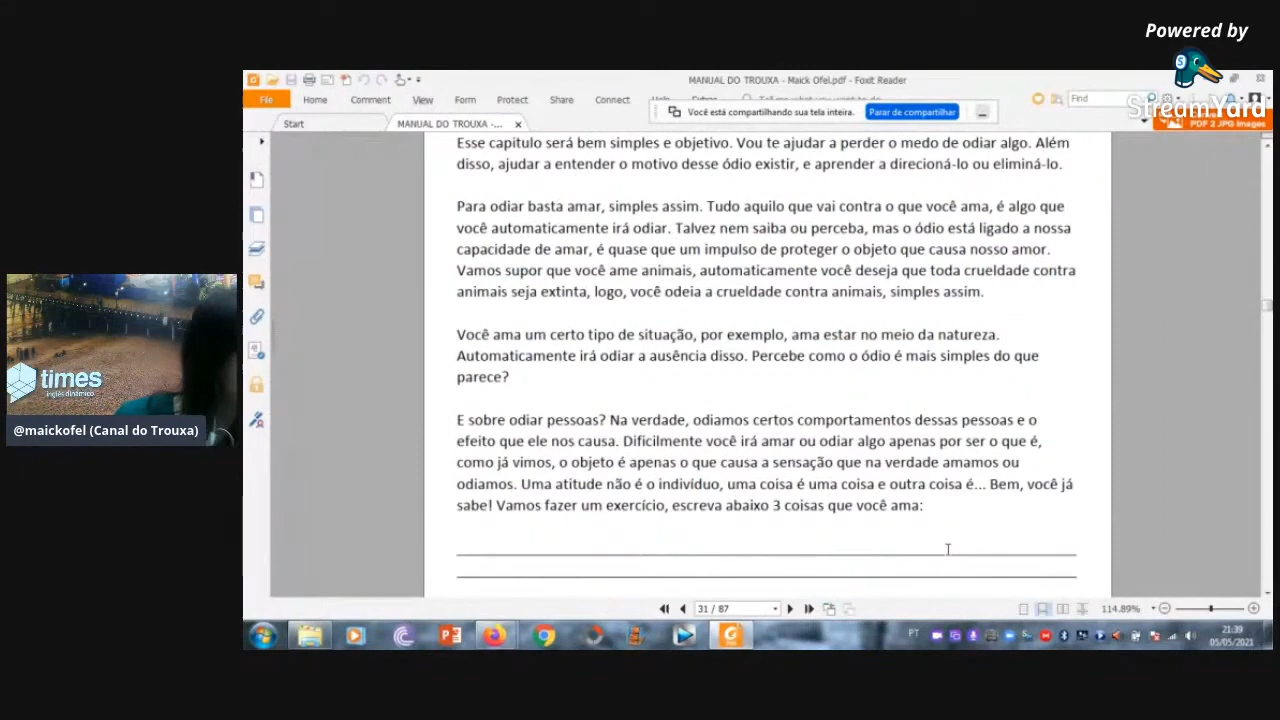 Powered by
StreamYard
MANUAL DO TROUXA - Maick Ofel.pdf - Foxit Reader
File Home Comment View Form Protect Share Connect Help
Find
Você está compartilhando sua tela inteira. Parar de compartilhar
PDF 2 JPG Images
Start MANUAL DO TROUXA -...
Esse capitulo será bem simples e objetivo. Vou te ajudar a perder o medo de odiar algo. Além
disso, ajudar a entender o motivo desse ódio existir, e aprender a direcioná-lo ou eliminá-lo.
Para odiar basta amar, simples assim. Tudo aquilo que vai contra o que você ama, é algo que
você automaticamente irá odiar. Talvez nem saiba ou perceba, mas o ódio está ligado a nossa
capacidade de amar, é quase que um impulso de proteger o objeto que causa nosso amor.
Vamos supor que você ame animais, automaticamente você deseja que toda crueldade contra
animais seja extinta, logo, você odeia a crueldade contra animais, simples assim.
Você ama um certo tipo de situação, por exemplo, ama estar no meio da natureza.
Automaticamente irá odiar a ausência disso. Percebe como o ódio é mais simples do que
parece?
E sobre odiar pessoas? Na verdade, odiamos certos comportamentos dessas pessoas e o
efeito que ele nos causa. Dificilmente você irá amar ou odiar algo apenas por ser o que é,
como já vimos, o objeto é apenas o que causa a sensação que na verdade amamos ou
odiamos. Uma atitude não é o indivíduo, uma coisa é uma coisa e outra coisa é... Bem, você já
sabe! Vamos fazer um exercício, escreva abaixo 3 coisas que você ama:
times
inglês dinâmico
@maickofel (Canal do Trouxa)
31 / 87
114.89%
PT
21:39
05/05/2021